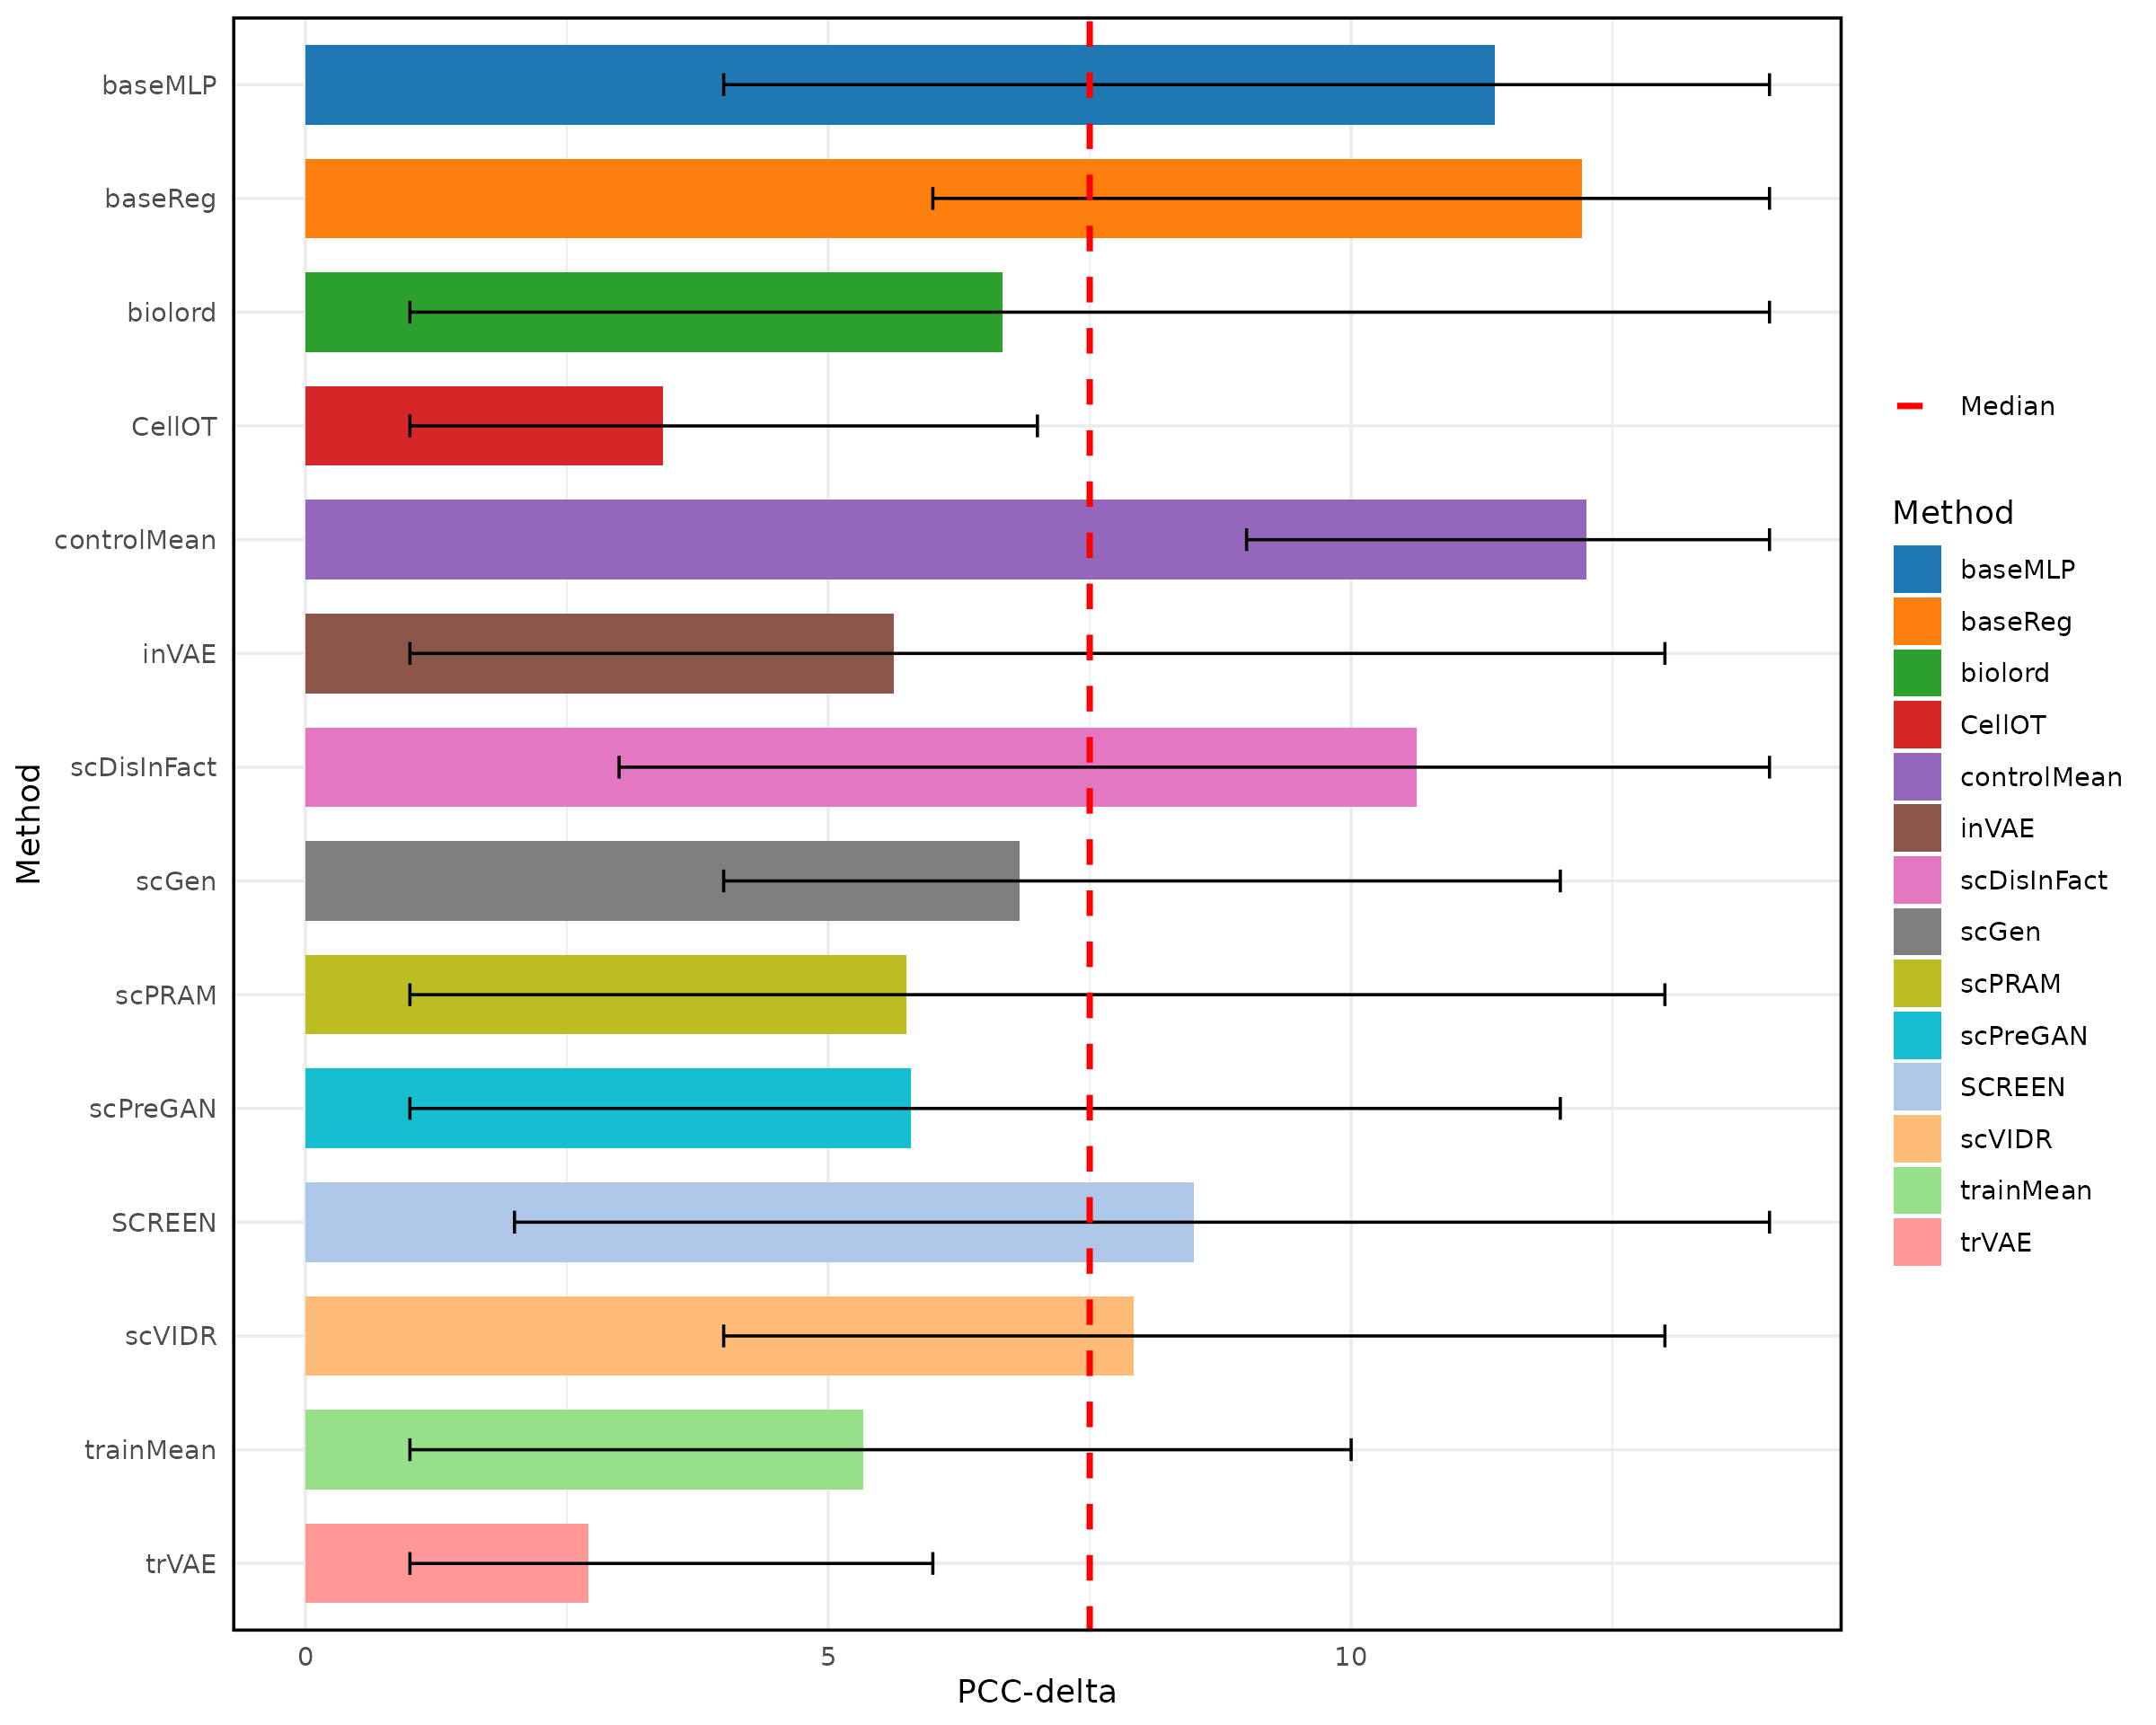 baseMLP
baseReg
biolord
CellOT
controlMean
inVAE
scDisInFact
scGen
scPRAM
scPreGAN
SCREEN
scVIDR
trainMean
trVAE
Method
0 5 10
PCC-delta
Median
Method
baseMLP
baseReg
biolord
CellOT
controlMean
inVAE
scDisInFact
scGen
scPRAM
scPreGAN
SCREEN
scVIDR
trainMean
trVAE